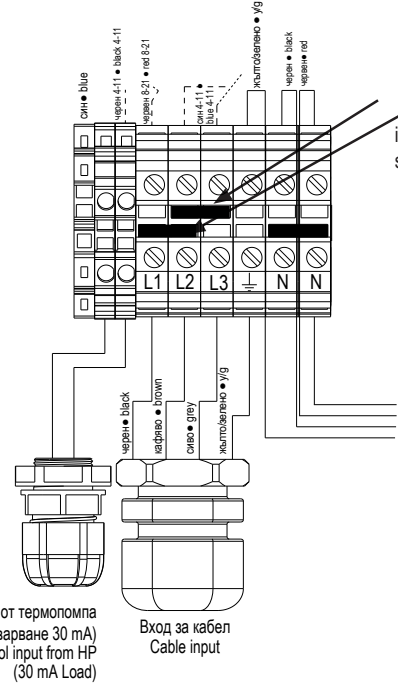 син● blue
черен 4-11 ● black 4-11
червен 8-21 ● red 8-21
син 4-11 ●
blue 4-11
жълто/зелено ● y/g
черен ● black
червен● red
i
s
L1 L2 L3 N N
черен● black
кафяво ● brown
сиво● grey
жълто/зелено ● y/g
от термопомпа
варване 30 mA)
ol input from HP
(30 mA Load)
Вход за кабел
Cable input